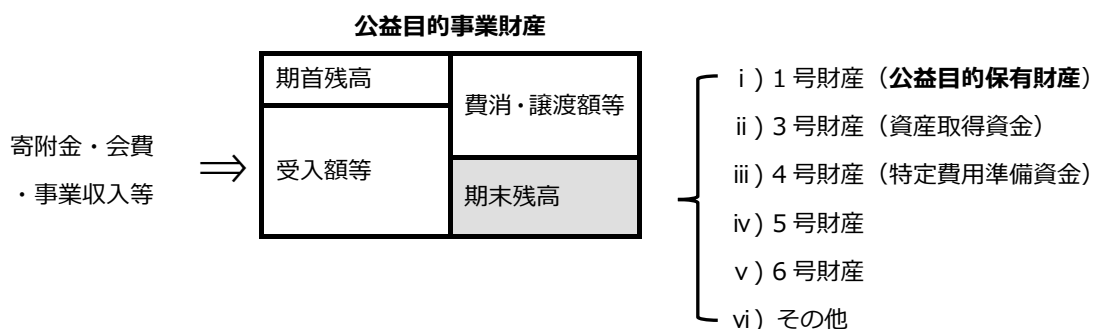 公益目的事業財産
期首残高
費消・譲渡額等
受入額等
期末残高
寄附金・会費
・事業収入等
⇒
ⅰ) 1 号財産（公益目的保有財産）
ⅱ) 3 号財産（資産取得資金）
ⅲ) 4 号財産（特定費用準備資金）
ⅳ) 5 号財産
ⅴ) 6 号財産
ⅵ) その他